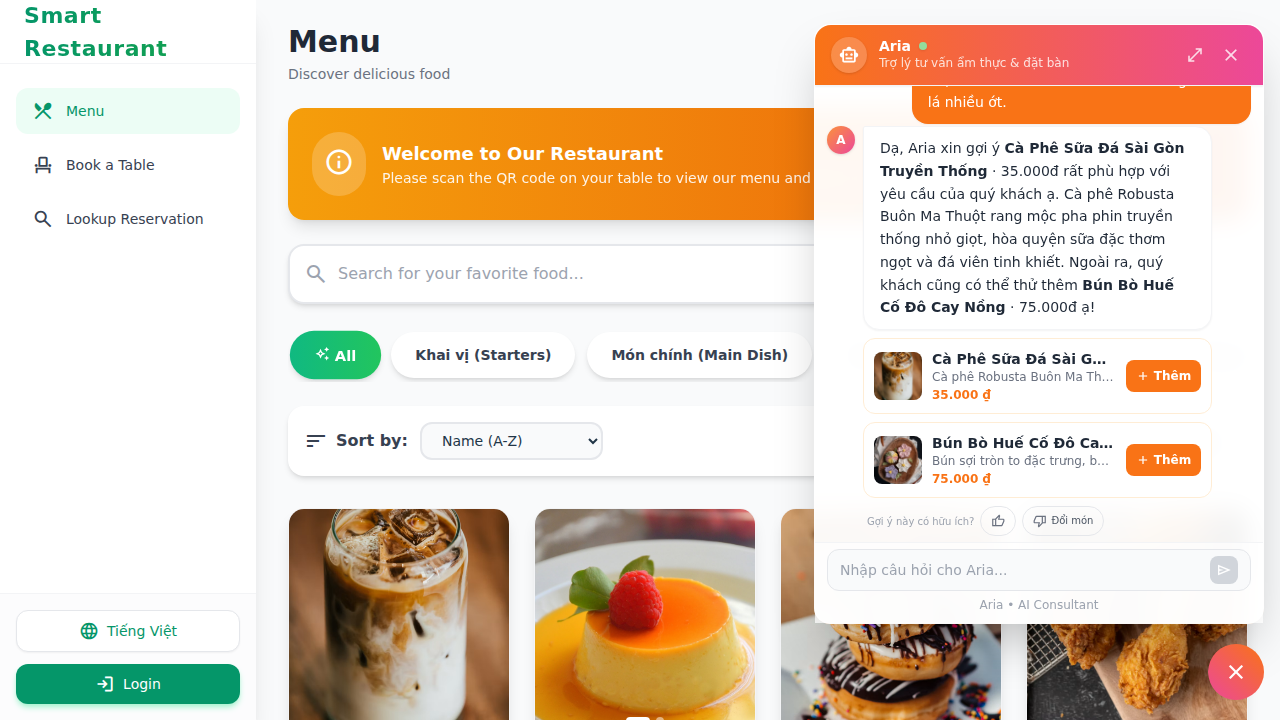 Smart
Restaurant
Menu
Book a Table
Lookup Reservation
Tiếng Việt
Login
Menu
Discover delicious food
Welcome to Our Restaurant
Please scan the QR code on your table to view our menu and
Search for your favorite food...
All
Khai vị (Starters)
Món chính (Main Dish)
Sort by:
Name (A-Z)
Aria
Trợ lý tư vấn ẩm thực & đặt bàn
lá nhiều ớt.
A
Dạ, Aria xin gợi ý Cà Phê Sữa Đá Sài Gòn
Truyền Thống · 35.000đ rất phù hợp với
yêu cầu của quý khách ạ. Cà phê Robusta
Buôn Ma Thuột rang mộc pha phin truyền
thống nhỏ giọt, hòa quyện sữa đặc thơm
ngọt và đá viên tinh khiết. Ngoài ra, quý
khách cũng có thể thử thêm Bún Bò Huế
Cố Đô Cay Nồng · 75.000đ ạ!
Cà Phê Sữa Đá Sài G...
Cà phê Robusta Buôn Ma Th...
35.000 ₫
+ Thêm
Bún Bò Huế Cố Đô Ca...
Bún sợi tròn to đặc trưng, b...
75.000 ₫
+ Thêm
Gợi ý này có hữu ích?
Đổi món
Nhập câu hỏi cho Aria...
Aria • AI Consultant